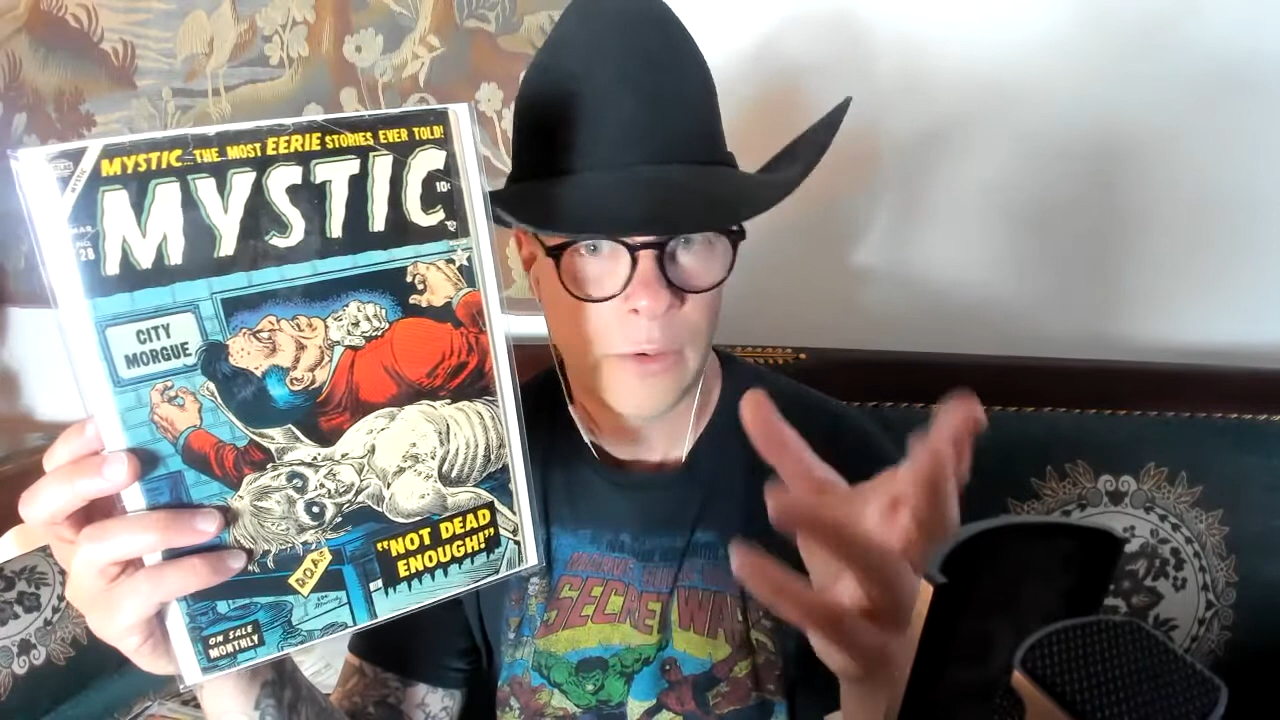 MYSTIC...THE MOST EERIE STORIES EVER TOLD!
MYSTIC
10¢
MAR.
NO.
28
CITY
MORGUE
"NOT DEAD
ENOUGH!"
D.O.A.
ON SALE
MONTHLY
SECRET WARS